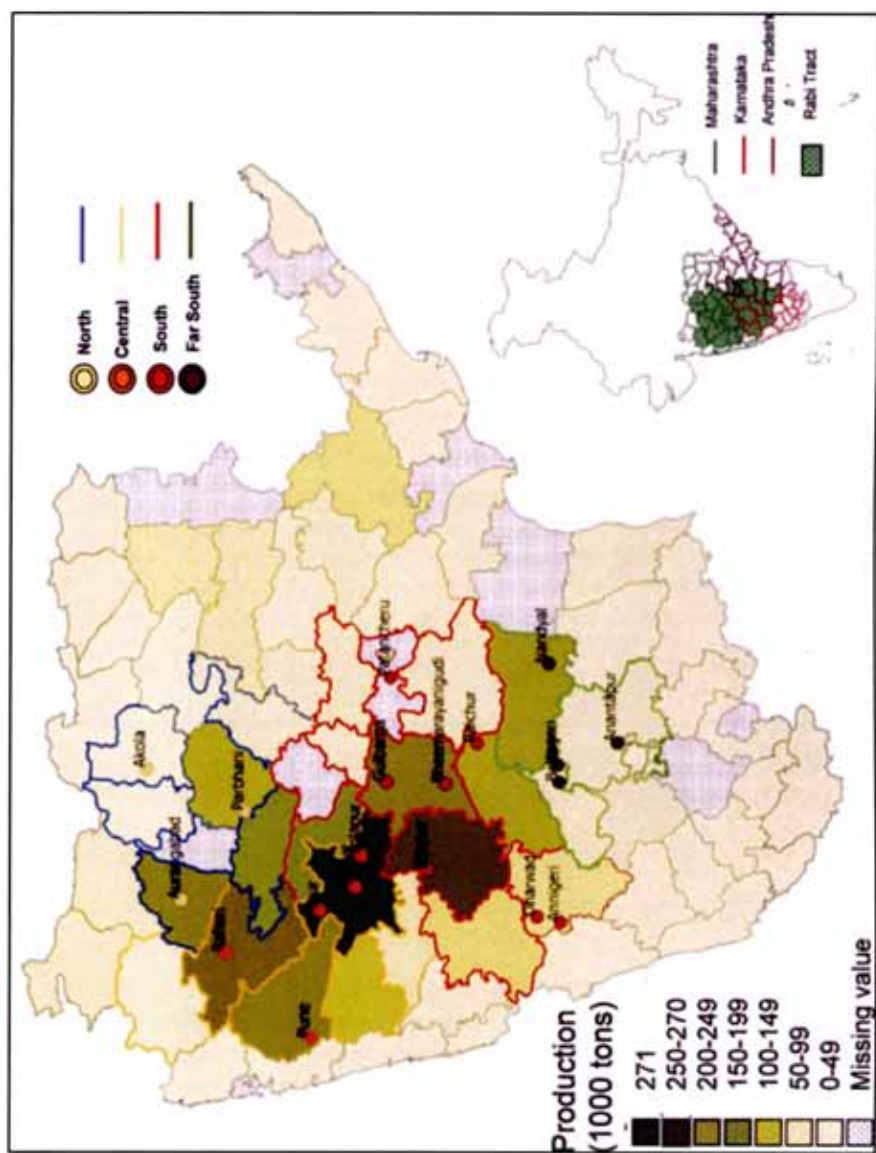 North
Central
South
Far South
Akola
Parbhani
Aurangabad
Pune
Raichur
Dharwad
Annigeri
Nandyal
Anantapur
Maharashtra
Karnataka
Andhra Pradesh
Rabi Tract
Production
(1000 tons)
271
250-270
200-249
150-199
100-149
50-99
0-49
Missing value